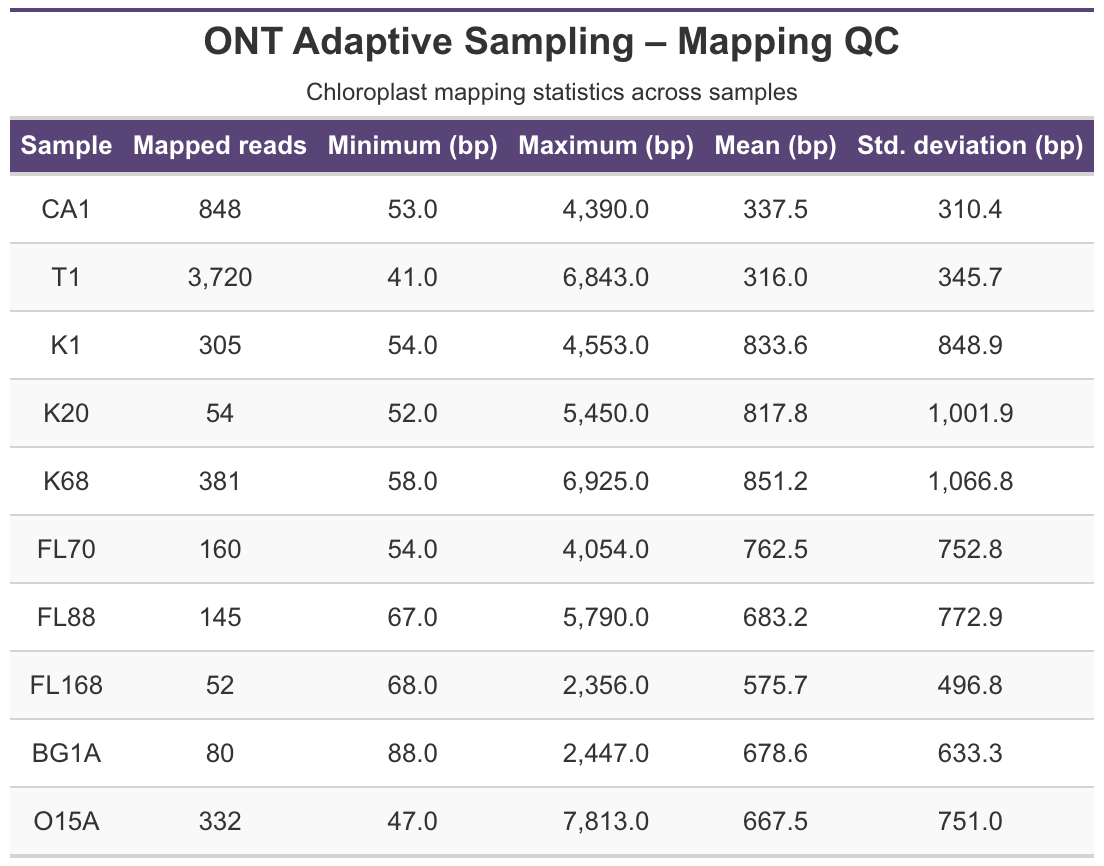 ONT Adaptive Sampling – Mapping QC
Chloroplast mapping statistics across samples
Sample Mapped reads Minimum (bp) Maximum (bp) Mean (bp) Std. deviation (bp)
CA1 848 53.0 4,390.0 337.5 310.4
T1 3,720 41.0 6,843.0 316.0 345.7
K1 305 54.0 4,553.0 833.6 848.9
K20 54 52.0 5,450.0 817.8 1,001.9
K68 381 58.0 6,925.0 851.2 1,066.8
FL70 160 54.0 4,054.0 762.5 752.8
FL88 145 67.0 5,790.0 683.2 772.9
FL168 52 68.0 2,356.0 575.7 496.8
BG1A 80 88.0 2,447.0 678.6 633.3
O15A 332 47.0 7,813.0 667.5 751.0